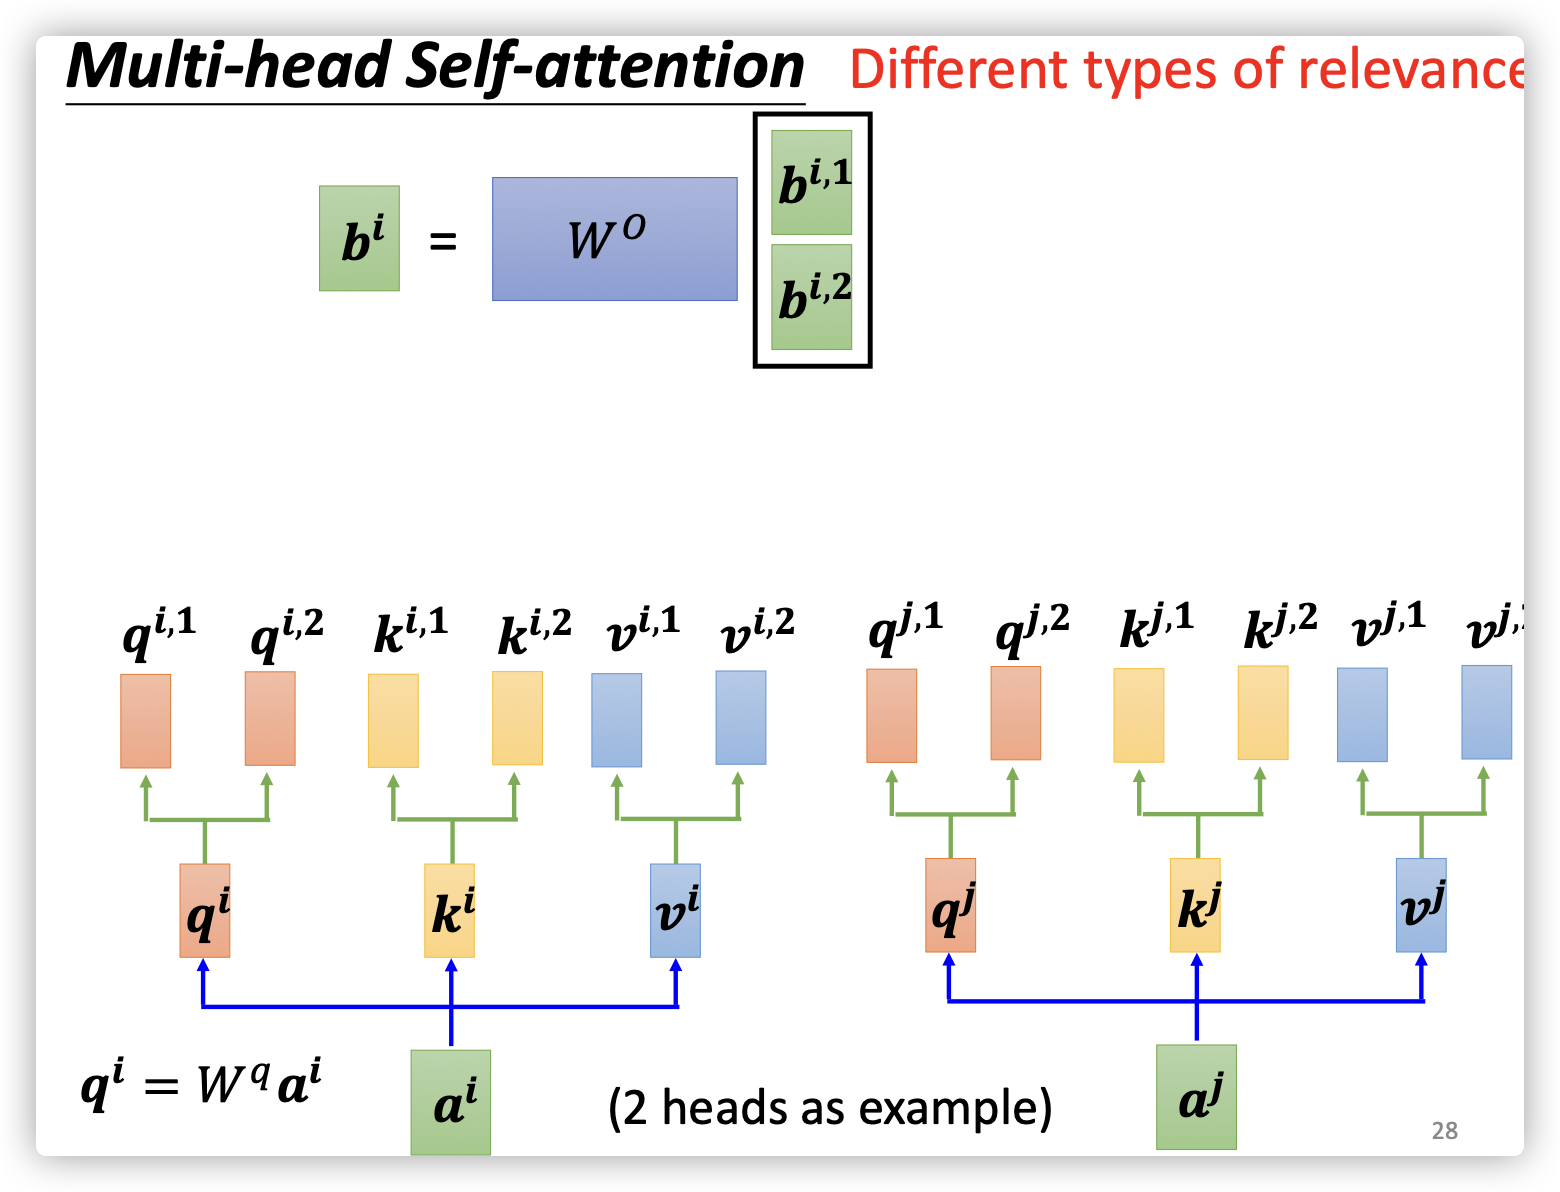 Multi-head Self-attention Different types of relevance
b^{i,1}
b^i = W^O
b^{i,2}
q^{i,1} q^{i,2} k^{i,1} k^{i,2} v^{i,1} v^{i,2} q^{j,1} q^{j,2} k^{j,1} k^{j,2} v^{j,1} v^{j,2}
q^i k^i v^i q^j k^j v^j
q^i = W^q a^i a^i (2 heads as example) a^j
28